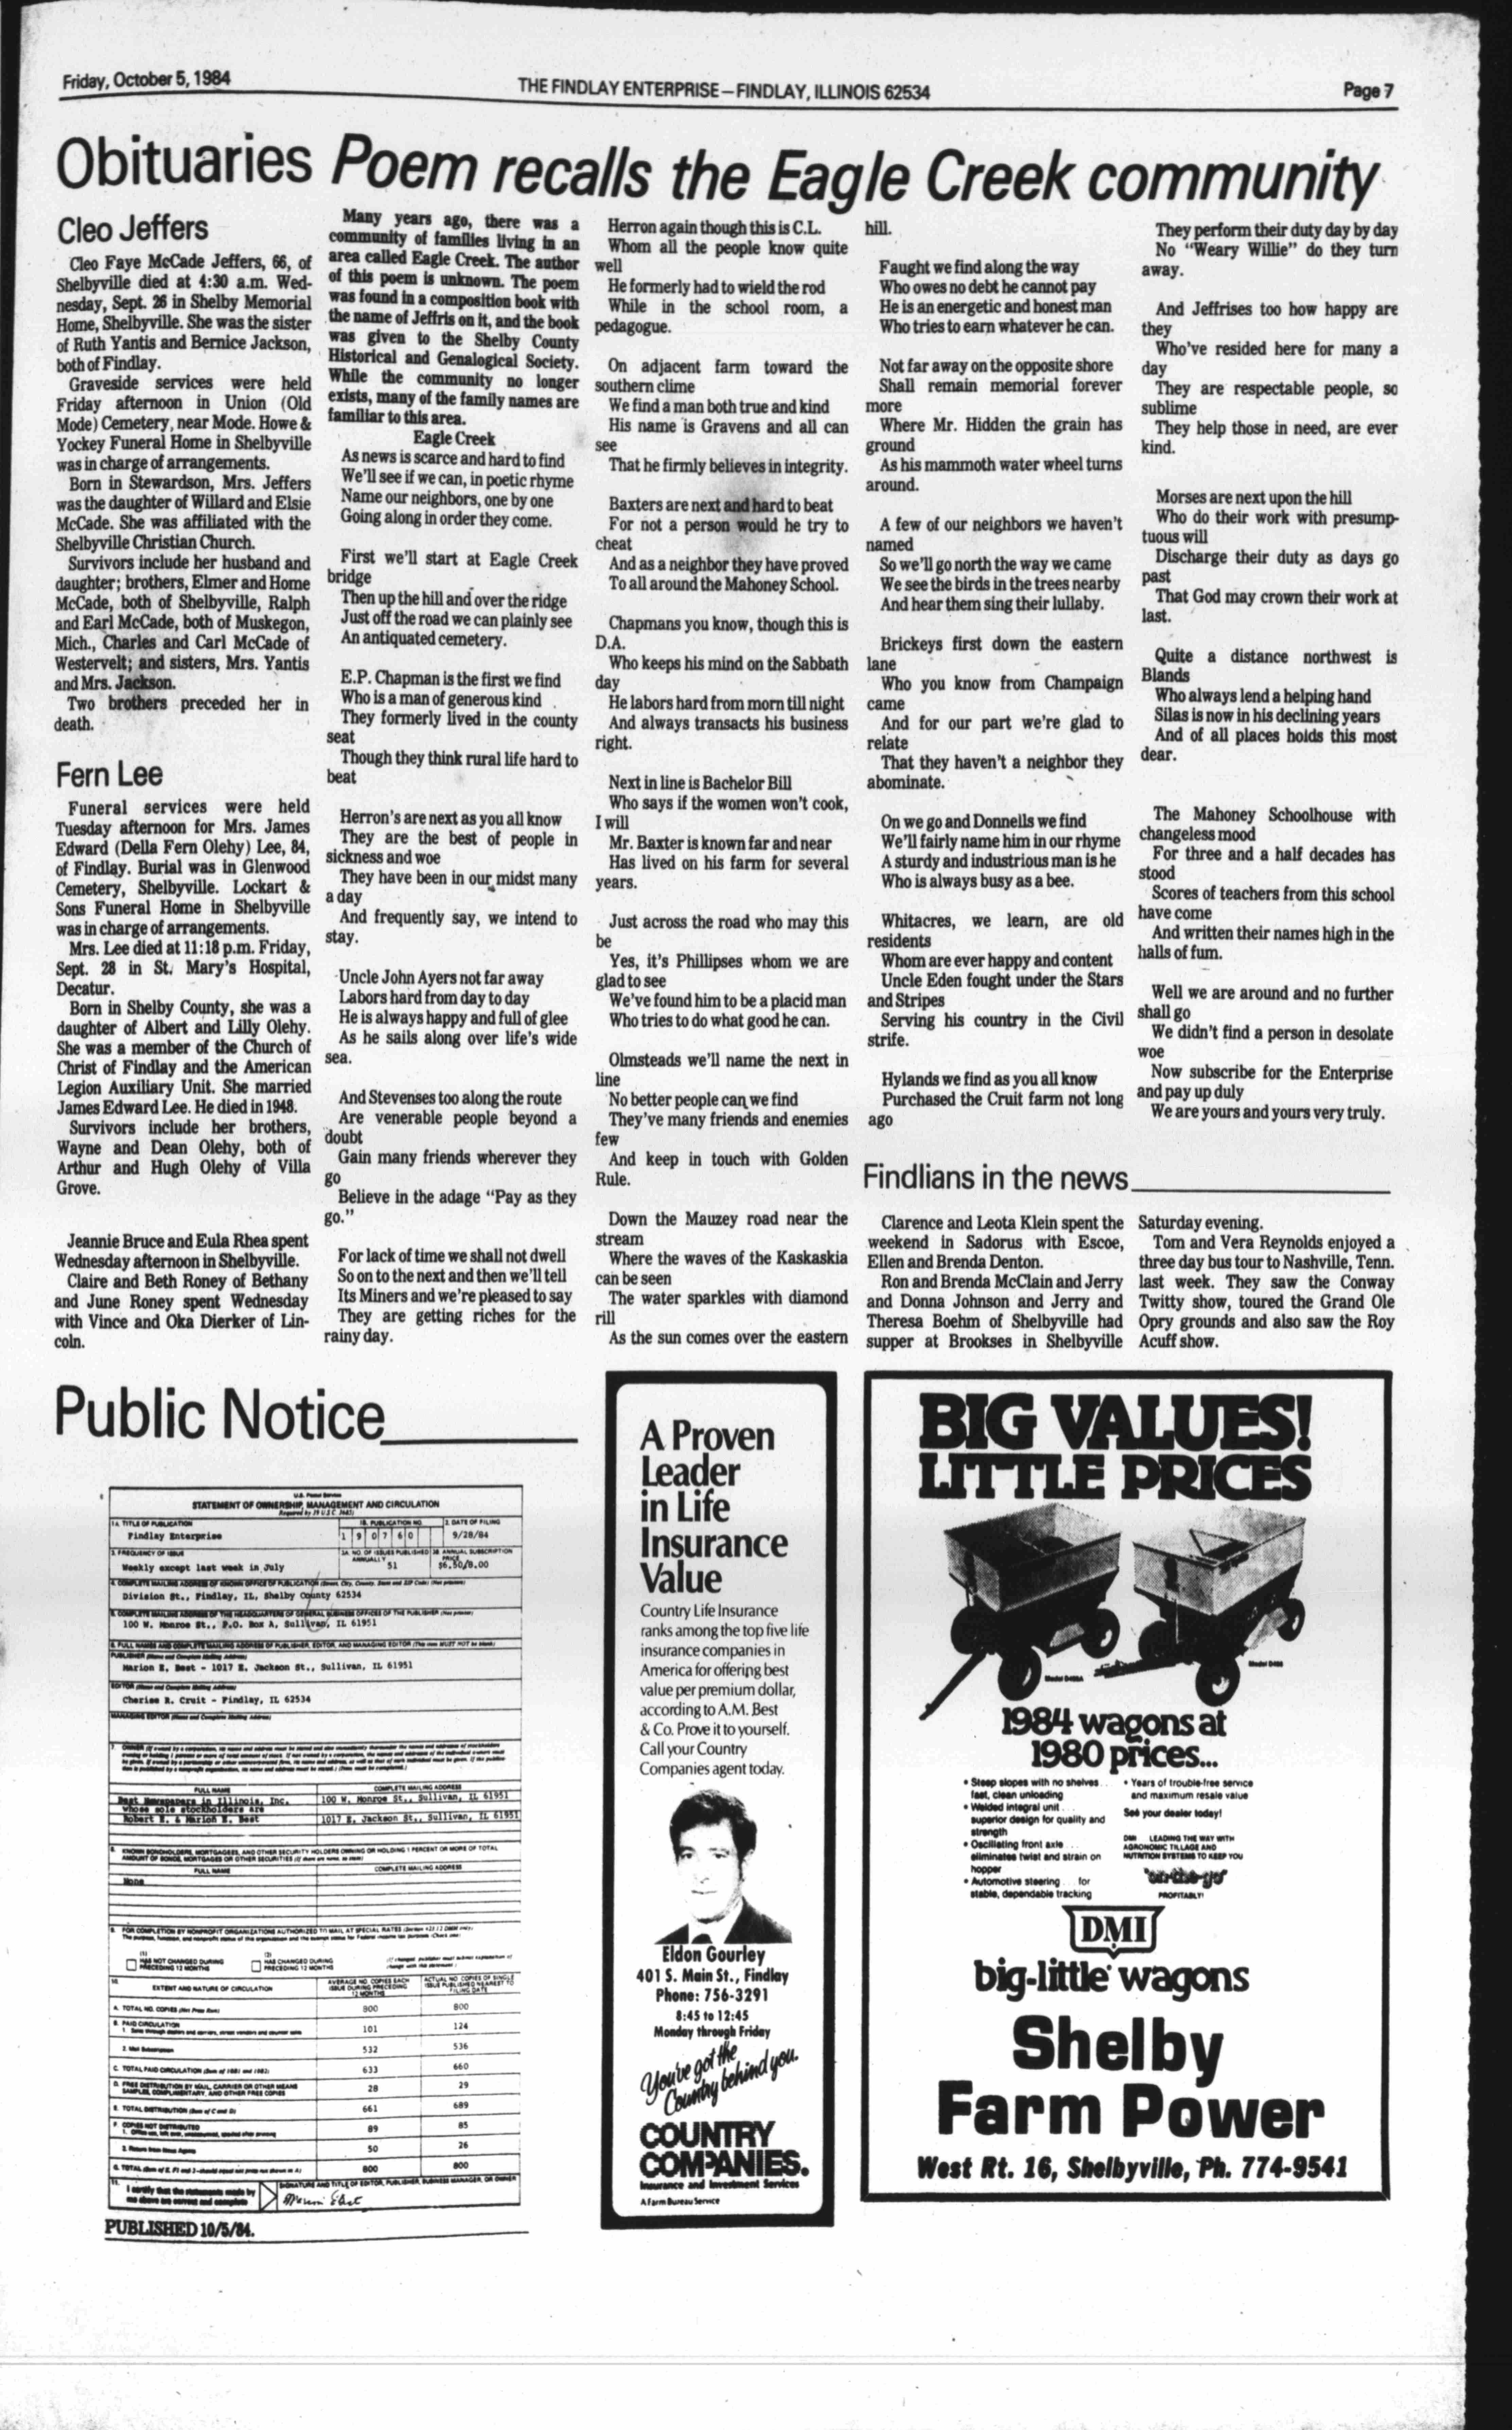 Friday, October 5, 1984
THE FINDLAY ENTERPRISE—FINDLAY, ILLINOIS 62534
Page 7
Obituaries
Poem recalls the Eagle Creek community
Cleo Jeffers
Cleo Faye McCade Jeffers, 66, of
Shelbyville died at 4:30 a.m. Wed-
nesday, Sept. 26 in Shelby Memorial
Home, Shelbyville. She was the sister
of Ruth Yantis and Bernice Jackson,
both of Findlay.
Graveside services were held
Friday afternoon in Union (Old
Mode) Cemetery, near Mode. Howe &
Yockey Funeral Home in Shelbyville
was in charge of arrangements.
Born in Stewardson, Mrs. Jeffers
was the daughter of Willard and Elsie
McCade. She was affiliated with the
Shelbyville Christian Church.
Survivors include her husband and
daughter; brothers, Elmer and Home
McCade, both of Shelbyville, Ralph
and Earl McCade, both of Muskegon,
Mich., Charles and Carl McCade of
Westervelt; and sisters, Mrs. Yantis
and Mrs. Jackson.
Two brothers preceded her in
death.
Fern Lee
Funeral services were held
Tuesday afternoon for Mrs. James
Edward (Della Fern Olehy) Lee, 84,
of Findlay. Burial was in Glenwood
Cemetery, Shelbyville. Lockart &
Sons Funeral Home in Shelbyville
was in charge of arrangements.
Mrs. Lee died at 11:18 p.m. Friday,
Sept. 28 in St. Mary's Hospital,
Decatur.
Born in Shelby County, she was a
daughter of Albert and Lilly Olehy.
She was a member of the Church of
Christ of Findlay and the American
Legion Auxiliary Unit. She married
James Edward Lee. He died in 1948.
Survivors include her brothers,
Wayne and Dean Olehy, both of
Arthur and Hugh Olehy of Villa
Grove.
Jeannie Bruce and Eula Rhea spent
Wednesday afternoon in Shelbyville.
Claire and Beth Roney of Bethany
and June Roney spent Wednesday
with Vince and Oka Dierker of Lin-
coln.
Many years ago, there was a
community of families living in an
area called Eagle Creek. The author
of this poem is unknown. The poem
was found in a composition book with
the name of Jeffris on it, and the book
was given to the Shelby County
Historical and Genalogical Society.
While the community no longer
exists, many of the family names are
familiar to this area.
Eagle Creek
As news is scarce and hard to find
We'll see if we can, in poetic rhyme
Name our neighbors, one by one
Going along in order they come.
First we'll start at Eagle Creek
bridge
Then up the hill and over the ridge
Just off the road we can plainly see
An antiquated cemetery.
E.P. Chapman is the first we find
Who is a man of generous kind
They formerly lived in the county
seat
Though they think rural life hard to
beat
Herron's are next as you all know
They are the best of people in
sickness and woe
They have been in our midst many
a day
And frequently say, we intend to
stay.
Uncle John Ayers not far away
Labors hard from day to day
He is always happy and full of glee
As he sails along over life's wide
sea.
And Stevenses too along the route
Are venerable people beyond a
doubt
Gain many friends wherever they
go
Believe in the adage "Pay as they
go."
For lack of time we shall not dwell
So on to the next and then we'll tell
Its Miners and we're pleased to say
They are getting riches for the
rainy day.
Herron again though this is C.L.
Whom all the people know quite
well
He formerly had to wield the rod
While in the school room, a
pedagogue.
On adjacent farm toward the
southern clime
We find a man both true and kind
His name is Gravens and all can
see
That he firmly believes in integrity.
Baxters are next and hard to beat
For not a person would he try to
cheat
And as a neighbor they have proved
To all around the Mahoney School.
Chapmans you know, though this is
D.A.
Who keeps his mind on the Sabbath
day
He labors hard from morn till night
And always transacts his business
right.
Next in line is Bachelor Bill
Who says if the women won't cook,
I will
Mr. Baxter is known far and near
Has lived on his farm for several
years.
Just across the road who may this
be
Yes, it's Phillipses whom we are
glad to see
We've found him to be a placid man
Who tries to do what good he can.
Olmsteads we'll name the next in
line
No better people can we find
They've many friends and enemies
few
And keep in touch with Golden
Rule.
Down the Mauzey road near the
stream
Where the waves of the Kaskaskia
can be seen
The water sparkles with diamond
rill
As the sun comes over the eastern
hill.
Faught we find along the way
Who owes no debt he cannot pay
He is an energetic and honest man
Who tries to earn whatever he can.
Not far away on the opposite shore
Shall remain memorial forever
more
Where Mr. Hidden the grain has
ground
As his mammoth water wheel turns
around.
A few of our neighbors we haven't
named
So we'll go north the way we came
We see the birds in the trees nearby
And hear them sing their lullaby.
Brickeys first down the eastern
lane
Who you know from Champaign
came
And for our part we're glad to
relate
That they haven't a neighbor they
abominate.
On we go and Donnells we find
We'll fairly name him in our rhyme
A sturdy and industrious man is he
Who is always busy as a bee.
Whitacres, we learn, are old
residents
Whom are ever happy and content
Uncle Eden fought under the Stars
and Stripes
Serving his country in the Civil
strife.
Hylands we find as you all know
Purchased the Cruit farm not long
ago
They perform their duty day by day
No "Weary Willie" do they turn
away.
And Jeffrises too how happy are
they
Who've resided here for many a
day
They are respectable people, so
sublime
They help those in need, are ever
kind.
Morses are next upon the hill
Who do their work with presump-
tuous will
Discharge their duty as days go
past
That God may crown their work at
last.
Quite a distance northwest is
Blands
Who always lend a helping hand
Silas is now in his declining years
And of all places holds this most
dear.
The Mahoney Schoolhouse with
changeless mood
For three and a half decades has
stood
Scores of teachers from this school
have come
And written their names high in the
halls of fum.
Well we are around and no further
shall go
We didn't find a person in desolate
woe
Now subscribe for the Enterprise
and pay up duly
We are yours and yours very truly.
Findlians in the news
Clarence and Leota Klein spent the
weekend in Sadorus with Escoe,
Ellen and Brenda Denton.
Ron and Brenda McClain and Jerry
and Donna Johnson and Jerry and
Theresa Boehm of Shelbyville had
supper at Brookses in Shelbyville
Saturday evening.
Tom and Vera Reynolds enjoyed a
three day bus tour to Nashville, Tenn.
last week. They saw the Conway
Twitty show, toured the Grand Ole
Opry grounds and also saw the Roy
Acuff show.
Public Notice
U.S. Postal Service
STATEMENT OF OWNERSHIP, MANAGEMENT AND CIRCULATION
1A. TITLE OF PUBLICATION
Findlay Enterprise
1B. PUBLICATION NO.
1 9 0 7 6 0
2. DATE OF FILING
9/28/84
3. FREQUENCY OF ISSUE
Weekly except last week in July
3A. NO. OF ISSUES PUBLISHED ANNUALLY
51
3B. ANNUAL SUBSCRIPTION PRICE
$6.50/8.00
4. COMPLETE MAILING ADDRESS OF KNOWN OFFICE OF PUBLICATION
Division St., Findlay, IL, Shelby County 62534
5. COMPLETE MAILING ADDRESS OF THE HEADQUARTERS OF GENERAL BUSINESS OFFICES OF THE PUBLISHER
100 W. Monroe St., P.O. Box A, Sullivan, IL 61951
6. FULL NAMES AND COMPLETE MAILING ADDRESS OF PUBLISHER, EDITOR, AND MANAGING EDITOR
Marion E. Best - 1017 E. Jackson St., Sullivan, IL 61951
Cherise R. Cruit - Findlay, IL 62534
FULL NAME
COMPLETE MAILING ADDRESS
Best Newspapers in Illinois, Inc.
100 W. Monroe St., Sullivan, IL 61951
whose sole stockholders are
Robert E. & Marion E. Best
1017 E. Jackson St., Sullivan, IL 61951
FULL NAME
COMPLETE MAILING ADDRESS
None
HAS NOT CHANGED DURING PRECEDING 12 MONTHS
HAS CHANGED DURING PRECEDING 12 MONTHS
10. EXTENT AND NATURE OF CIRCULATION
AVERAGE NO. COPIES EACH ISSUE DURING PRECEDING 12 MONTHS
ACTUAL NO. COPIES OF SINGLE ISSUE PUBLISHED NEAREST TO FILING DATE
A. TOTAL NO. COPIES
800 800
B. PAID CIRCULATION
101 124
2. Mail Subscription
532 536
C. TOTAL PAID CIRCULATION
633 660
D. FREE DISTRIBUTION BY MAIL, CARRIER OR OTHER MEANS
SAMPLES, COMPLIMENTARY, AND OTHER FREE COPIES
28 29
E. TOTAL DISTRIBUTION (Sum of C and D)
661 689
F. COPIES NOT DISTRIBUTED
89 85
2. Return from News Agents
50 26
G. TOTAL
800 800
11. I certify that the statements made by
me above are correct and complete
SIGNATURE AND TITLE OF EDITOR, PUBLISHER, BUSINESS MANAGER, OR OWNER
PUBLISHED 10/5/84.
A Proven
Leader
in Life
Insurance
Value
Country Life Insurance
ranks among the top five life
insurance companies in
America for offering best
value per premium dollar,
according to A.M. Best
& Co. Prove it to yourself.
Call your Country
Companies agent today.
Eldon Gourley
401 S. Main St., Findlay
Phone: 756-3291
8:45 to 12:45
Monday through Friday
You've got the
Country behind you.
COUNTRY
COMPANIES.
Insurance and Investment Services
A Farm Bureau Service
BIG VALUES!
LITTLE PRICES
1984 wagons at
1980 prices...
• Steep slopes with no shelves . .
fast, clean unloading
• Welded integral unit . . .
superior design for quality and
strength
• Oscillating front axle . . .
eliminates twist and strain on
hopper
• Automotive steering . . . for
stable, dependable tracking
• Years of trouble-free service
and maximum resale value
See your dealer today!
DMI LEADING THE WAY WITH
AGRONOMIC TILLAGE AND
NUTRITION SYSTEMS TO KEEP YOU
"on-the-go"
PROFITABLY!
DMI
big-little wagons
Shelby
Farm Power
West Rt. 16, Shelbyville, Ph. 774-9541